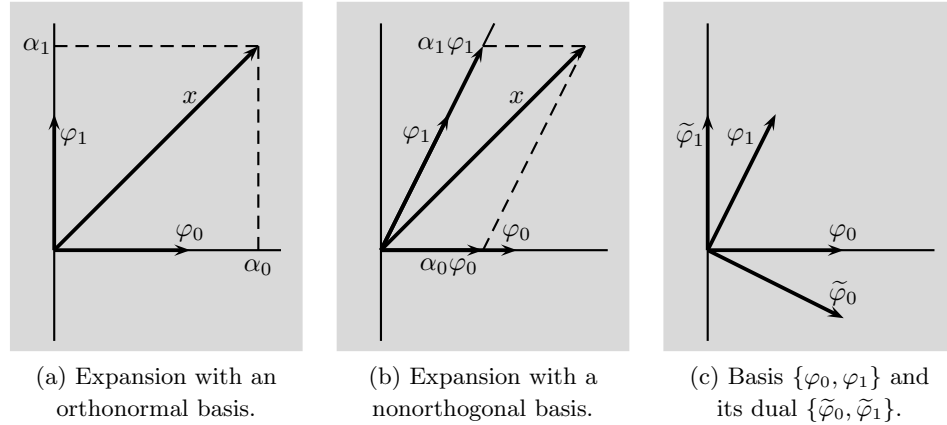 α₁
x
φ₁
φ₀
α₀
(a) Expansion with an
orthonormal basis.
α₁φ₁
x
φ₁
φ₀
α₀φ₀
(b) Expansion with a
nonorthogonal basis.
φ̃₁
φ₁
φ₀
φ̃₀
(c) Basis {φ₀, φ₁} and
its dual {φ̃₀, φ̃₁}.